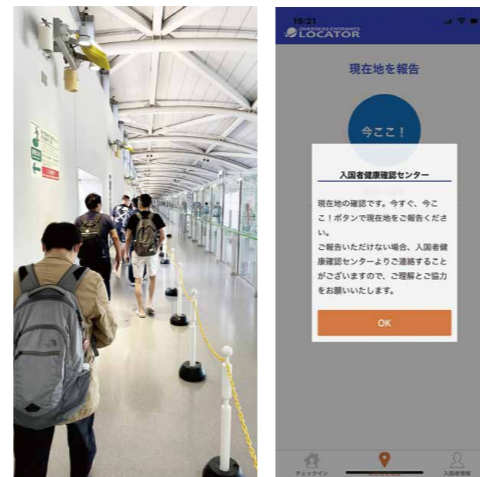 19:21
OVERSEAS ENTRANTS
LOCATOR
現在地を報告
今ここ！
入国者健康確認センター
現在地の確認です。今すぐ、今こ
こ！ボタンで現在地をご報告くださ
い。
ご報告いただけない場合、入国者健
康確認センターよりご連絡すること
がございますので、ご理解とご協力
をお願いいたします。
OK
チェックイン
入国者情報